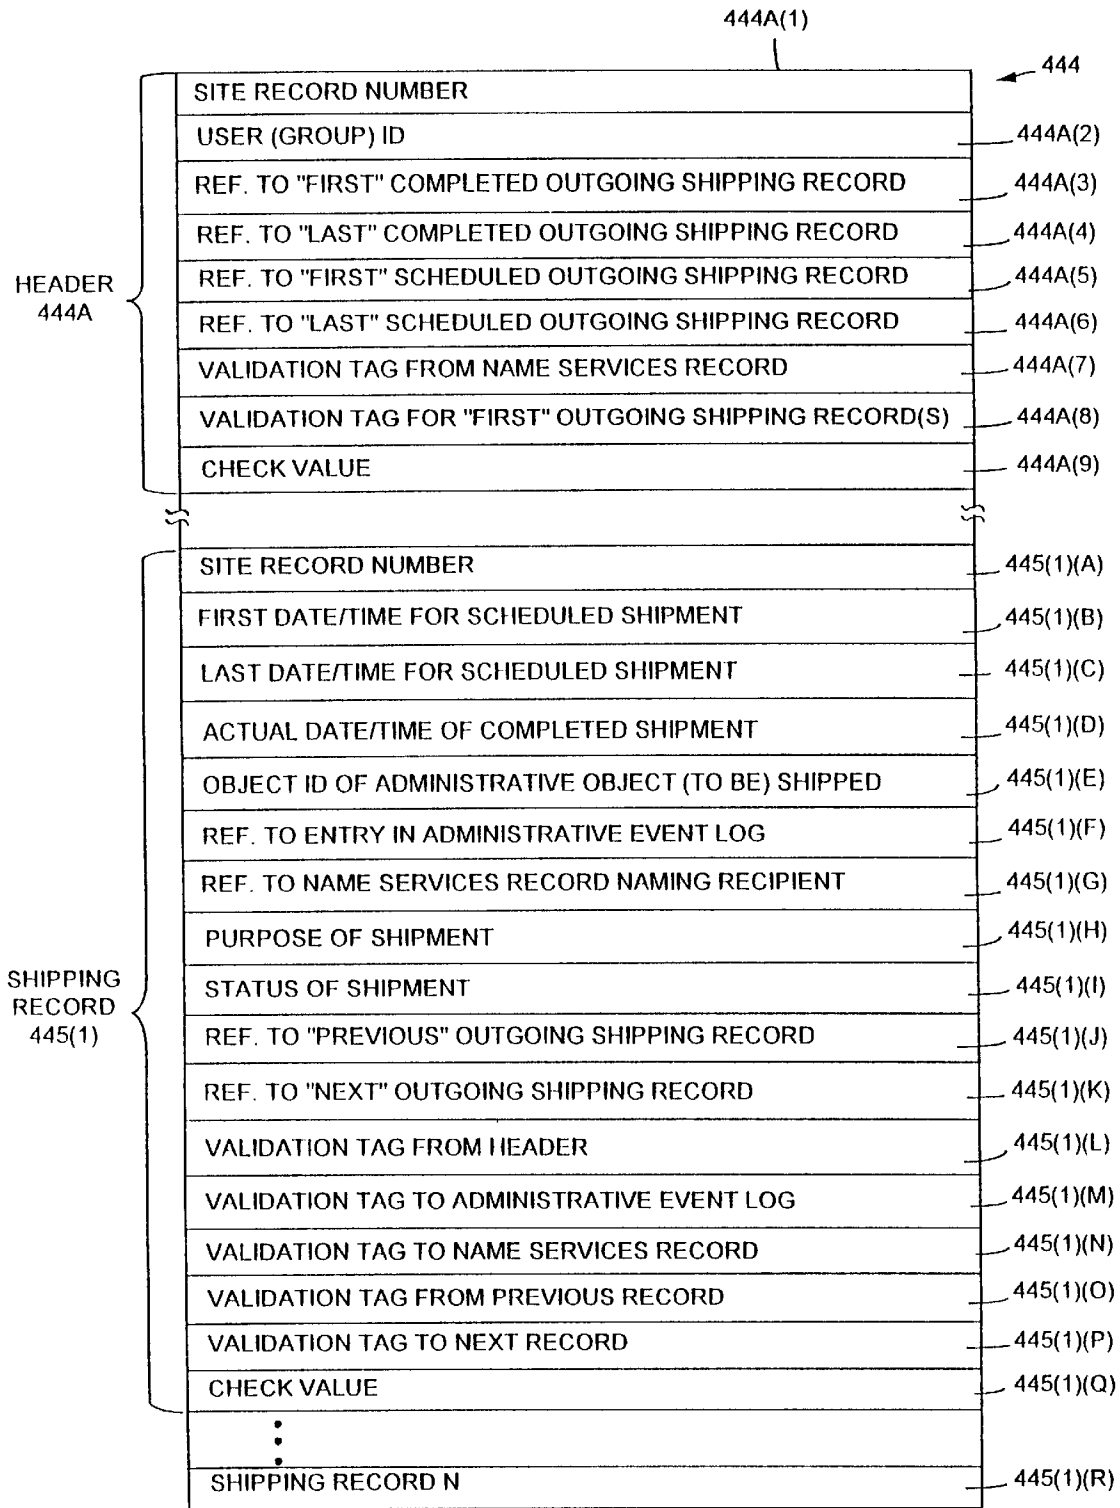 444A(1)
444
SITE RECORD NUMBER
USER (GROUP) ID 444A(2)
REF. TO "FIRST" COMPLETED OUTGOING SHIPPING RECORD 444A(3)
REF. TO "LAST" COMPLETED OUTGOING SHIPPING RECORD 444A(4)
REF. TO "FIRST" SCHEDULED OUTGOING SHIPPING RECORD 444A(5)
HEADER
444A
REF. TO "LAST" SCHEDULED OUTGOING SHIPPING RECORD 444A(6)
VALIDATION TAG FROM NAME SERVICES RECORD 444A(7)
VALIDATION TAG FOR "FIRST" OUTGOING SHIPPING RECORD(S) 444A(8)
CHECK VALUE 444A(9)
SITE RECORD NUMBER 445(1)(A)
FIRST DATE/TIME FOR SCHEDULED SHIPMENT 445(1)(B)
LAST DATE/TIME FOR SCHEDULED SHIPMENT 445(1)(C)
ACTUAL DATE/TIME OF COMPLETED SHIPMENT 445(1)(D)
OBJECT ID OF ADMINISTRATIVE OBJECT (TO BE) SHIPPED 445(1)(E)
REF. TO ENTRY IN ADMINISTRATIVE EVENT LOG 445(1)(F)
REF. TO NAME SERVICES RECORD NAMING RECIPIENT 445(1)(G)
PURPOSE OF SHIPMENT 445(1)(H)
SHIPPING
RECORD
445(1)
STATUS OF SHIPMENT 445(1)(I)
REF. TO "PREVIOUS" OUTGOING SHIPPING RECORD 445(1)(J)
REF. TO "NEXT" OUTGOING SHIPPING RECORD 445(1)(K)
VALIDATION TAG FROM HEADER 445(1)(L)
VALIDATION TAG TO ADMINISTRATIVE EVENT LOG 445(1)(M)
VALIDATION TAG TO NAME SERVICES RECORD 445(1)(N)
VALIDATION TAG FROM PREVIOUS RECORD 445(1)(O)
VALIDATION TAG TO NEXT RECORD 445(1)(P)
CHECK VALUE 445(1)(Q)
SHIPPING RECORD N 445(1)(R)